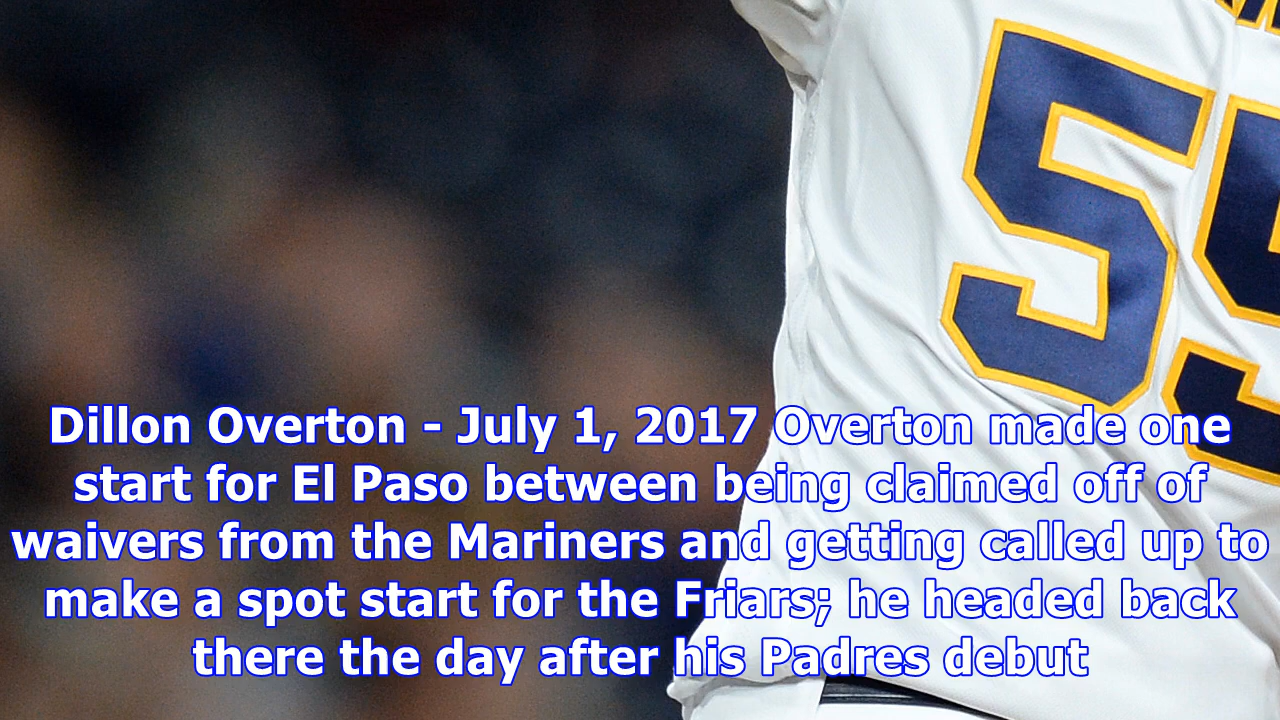 59
Dillon Overton - July 1, 2017 Overton made one
start for El Paso between being claimed off of
waivers from the Mariners and getting called up to
make a spot start for the Friars; he headed back
there the day after his Padres debut